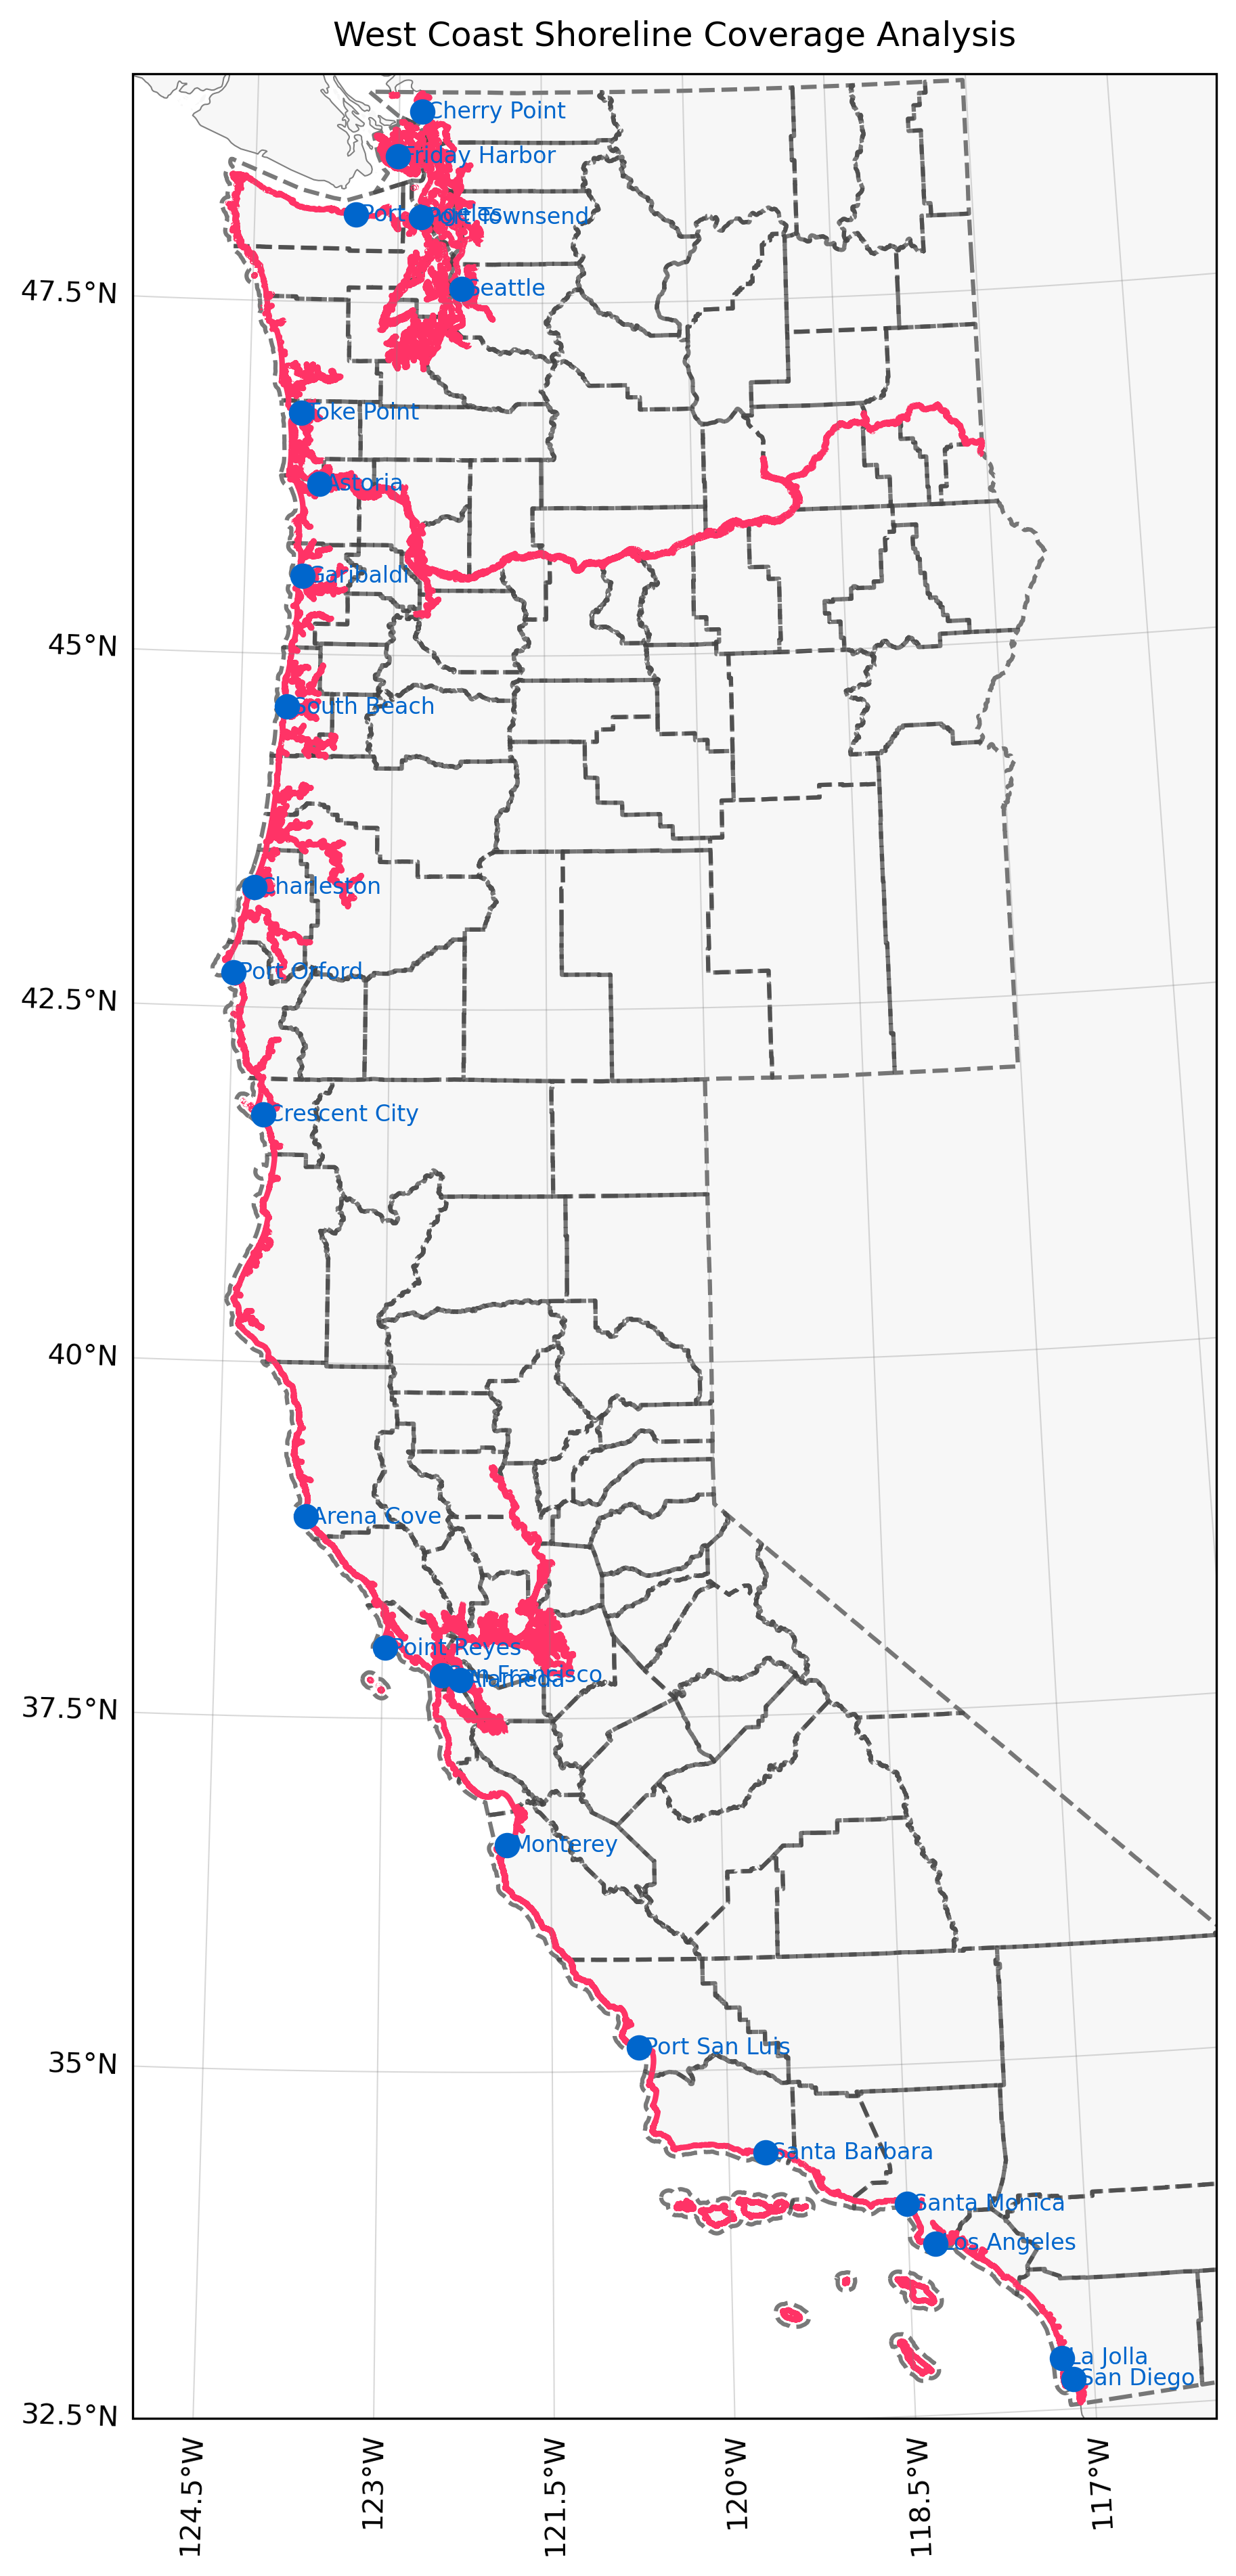 West Coast Shoreline Coverage Analysis
Cherry Point
Friday Harbor
Port Angeles
Port Townsend
Seattle
47.5°N
Toke Point
Astoria
Garibaldi
45°N
South Beach
Charleston
Port Orford
42.5°N
Crescent City
40°N
Arena Cove
Point Reyes
San Francisco
Alameda
37.5°N
Monterey
Port San Luis
35°N
Santa Barbara
Santa Monica
Los Angeles
La Jolla
San Diego
32.5°N
124.5°W
123°W
121.5°W
120°W
118.5°W
117°W